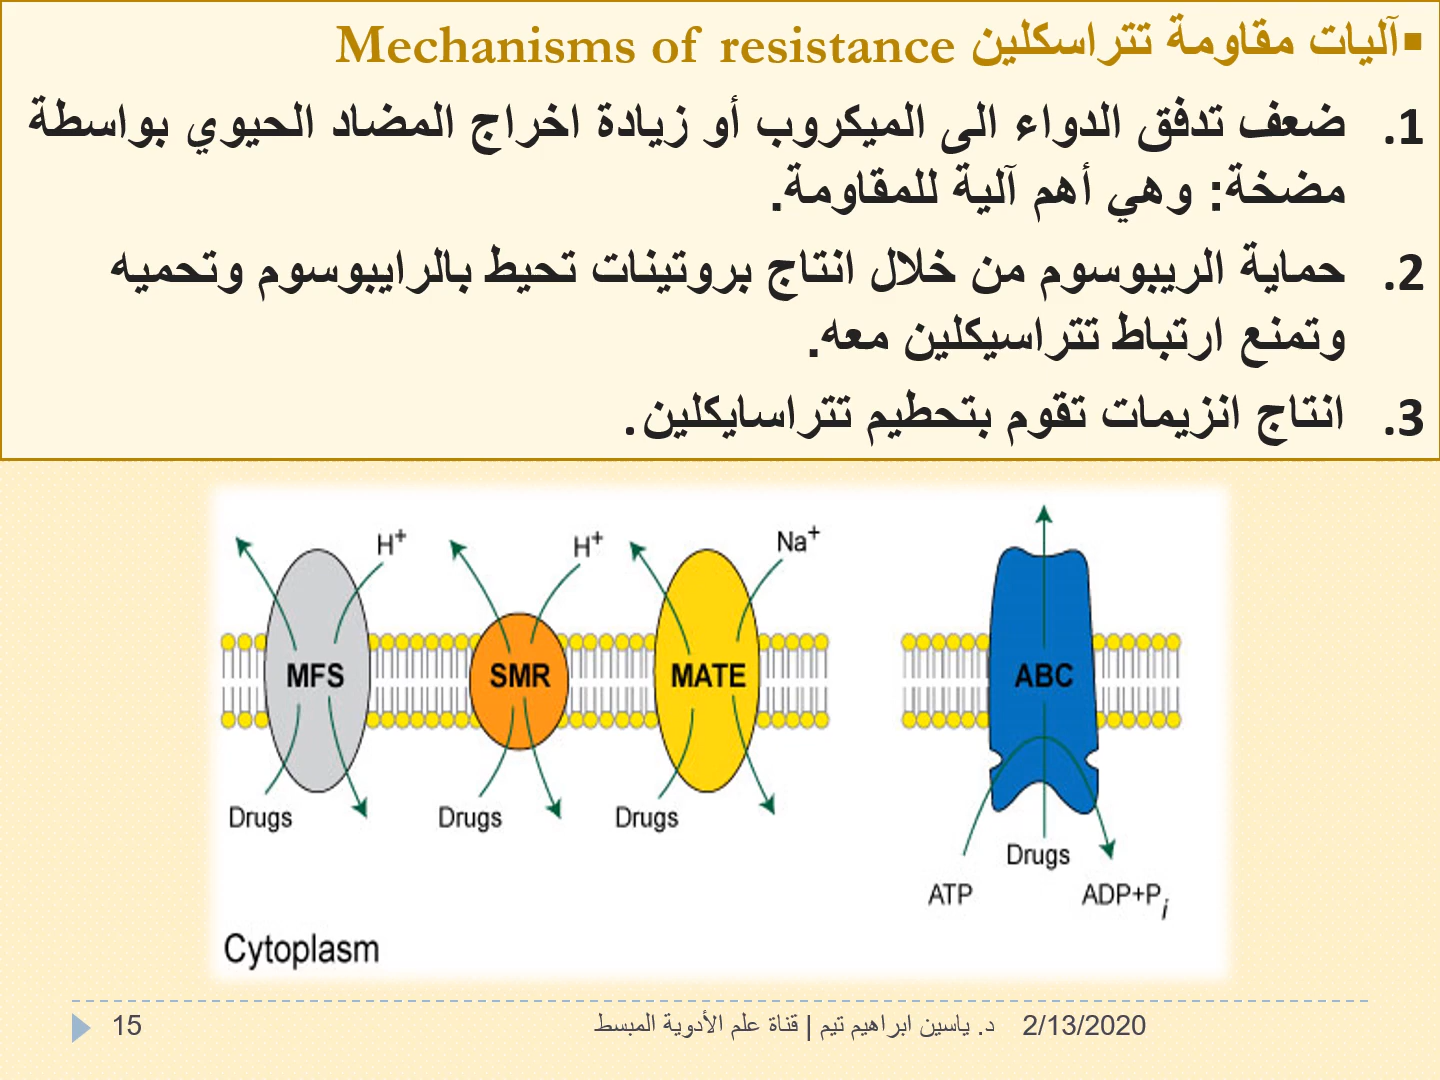 ▪آليات مقاومة تتراسكلين Mechanisms of resistance
1. ضعف تدفق الدواء الى الميكروب أو زيادة اخراج المضاد الحيوي بواسطة
مضخة: وهي أهم آلية للمقاومة.
2. حماية الريبوسوم من خلال انتاج بروتينات تحيط بالرايبوسوم وتحميه
وتمنع ارتباط تتراسيكلين معه.
3. انتاج انزيمات تقوم بتحطيم تتراسايكلين.
H+ H+ Na+
MFS SMR MATE ABC
Drugs Drugs Drugs
Drugs
ATP ADP+Pi
Cytoplasm
15 د. ياسين ابراهيم تيم | قناة علم الأدوية المبسط 2/13/2020